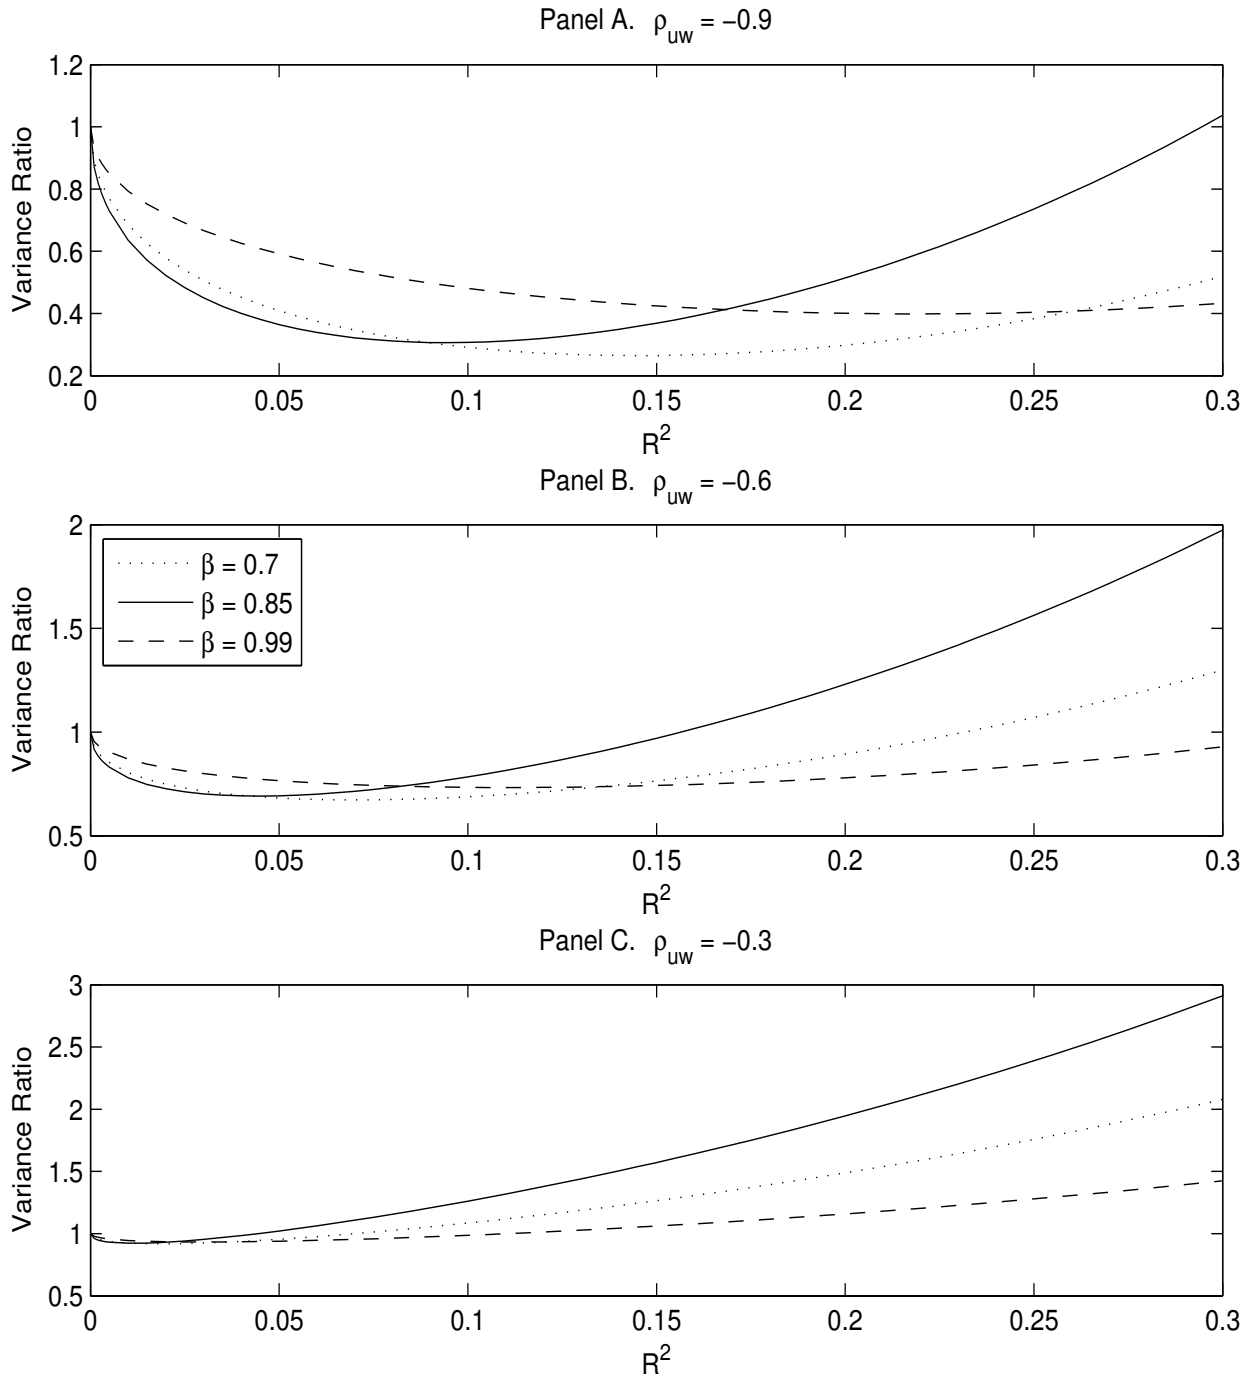 Panel A. ρuw = −0.9
1.2
1
0.8
0.6
0.4
0.2
Variance Ratio
0 0.05 0.1 0.15 0.2 0.25 0.3
R2
Panel B. ρuw = −0.6
2
1.5
1
0.5
Variance Ratio
β = 0.7
β = 0.85
β = 0.99
0 0.05 0.1 0.15 0.2 0.25 0.3
R2
Panel C. ρuw = −0.3
3
2.5
2
1.5
1
0.5
Variance Ratio
0 0.05 0.1 0.15 0.2 0.25 0.3
R2